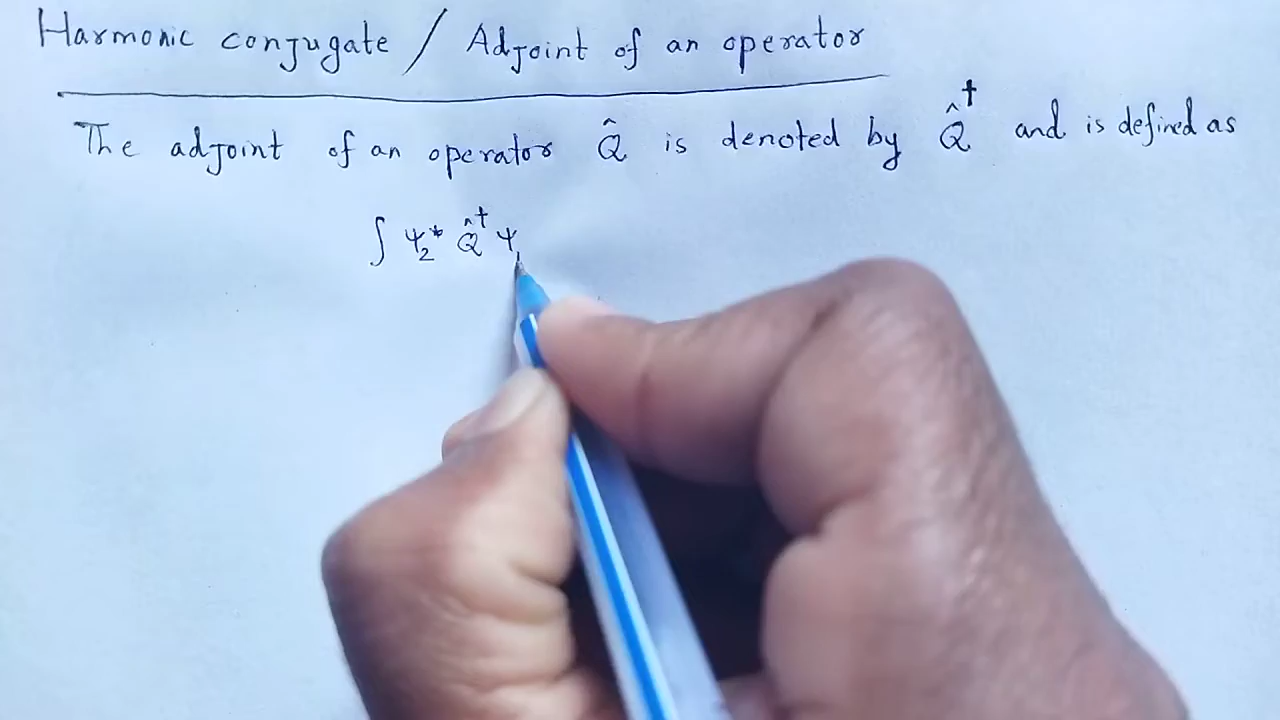 Harmonic conjugate / Adjoint of an operator
The adjoint of an operator Q̂ is denoted by Q̂† and is defined as
∫ Ψ₂* Q̂† Ψ₁